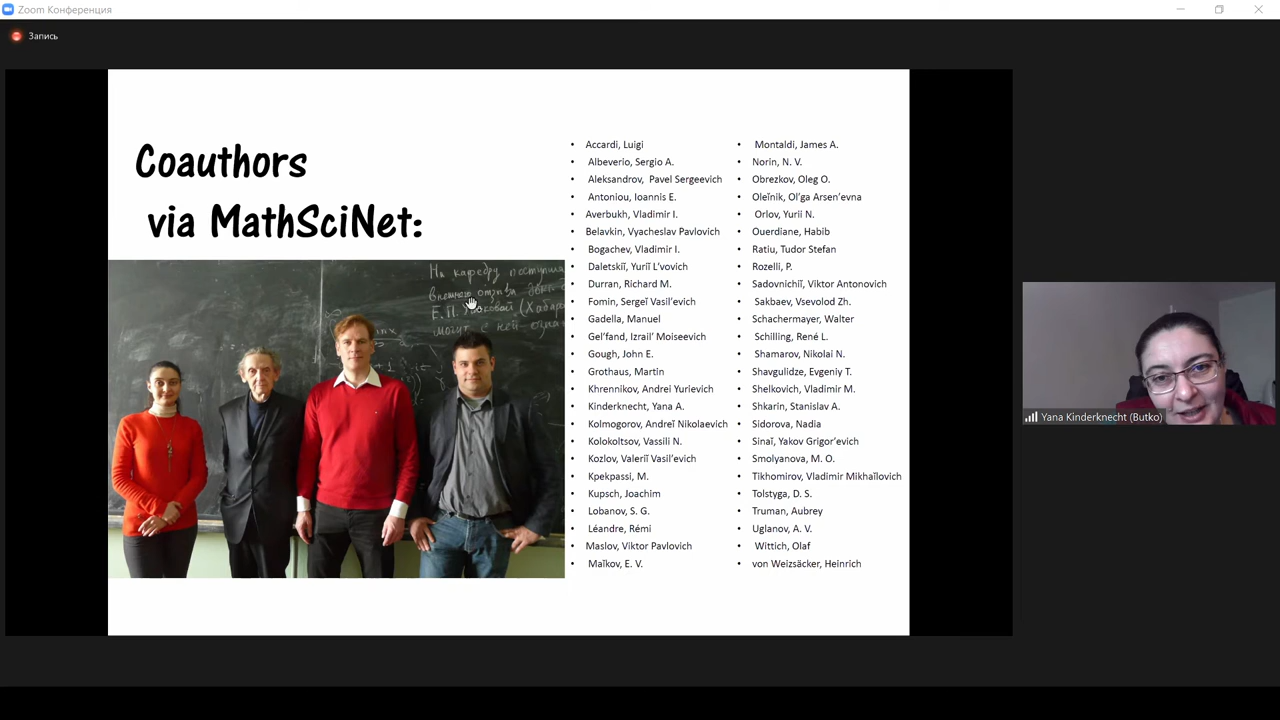 Zoom Конференция
Запись
Coauthors
via MathSciNet:
На кафедру поступил
внешнего отзыва
Е.П.
могут с ней
• Accardi, Luigi
• Albeverio, Sergio A.
• Aleksandrov, Pavel Sergeevich
• Antoniou, Ioannis E.
• Averbukh, Vladimir I.
• Belavkin, Vyacheslav Pavlovich
• Bogachev, Vladimir I.
• Daletskiĭ, Yuriĭ L'vovich
• Durran, Richard M.
• Fomin, Sergeĭ Vasil'evich
• Gadella, Manuel
• Gel'fand, Izrail' Moiseevich
• Gough, John E.
• Grothaus, Martin
• Khrennikov, Andrei Yurievich
• Kinderknecht, Yana A.
• Kolmogorov, Andreĭ Nikolaevich
• Kolokoltsov, Vassili N.
• Kozlov, Valeriĭ Vasil'evich
• Kpekpassi, M.
• Kupsch, Joachim
• Lobanov, S. G.
• Léandre, Rémi
• Maslov, Viktor Pavlovich
• Maĭkov, E. V.
• Montaldi, James A.
• Norin, N. V.
• Obrezkov, Oleg O.
• Oleĭnik, Ol'ga Arsen'evna
• Orlov, Yurii N.
• Ouerdiane, Habib
• Ratiu, Tudor Stefan
• Rozelli, P.
• Sadovnichiĭ, Viktor Antonovich
• Sakbaev, Vsevolod Zh.
• Schachermayer, Walter
• Schilling, René L.
• Shamarov, Nikolai N.
• Shavgulidze, Evgeniy T.
• Shelkovich, Vladimir M.
• Shkarin, Stanislav A.
• Sidorova, Nadia
• Sinaĭ, Yakov Grigor'evich
• Smolyanova, M. O.
• Tikhomirov, Vladimir Mikhaĭlovich
• Tolstyga, D. S.
• Truman, Aubrey
• Uglanov, A. V.
• Wittich, Olaf
• von Weizsäcker, Heinrich
Yana Kinderknecht (Butko)